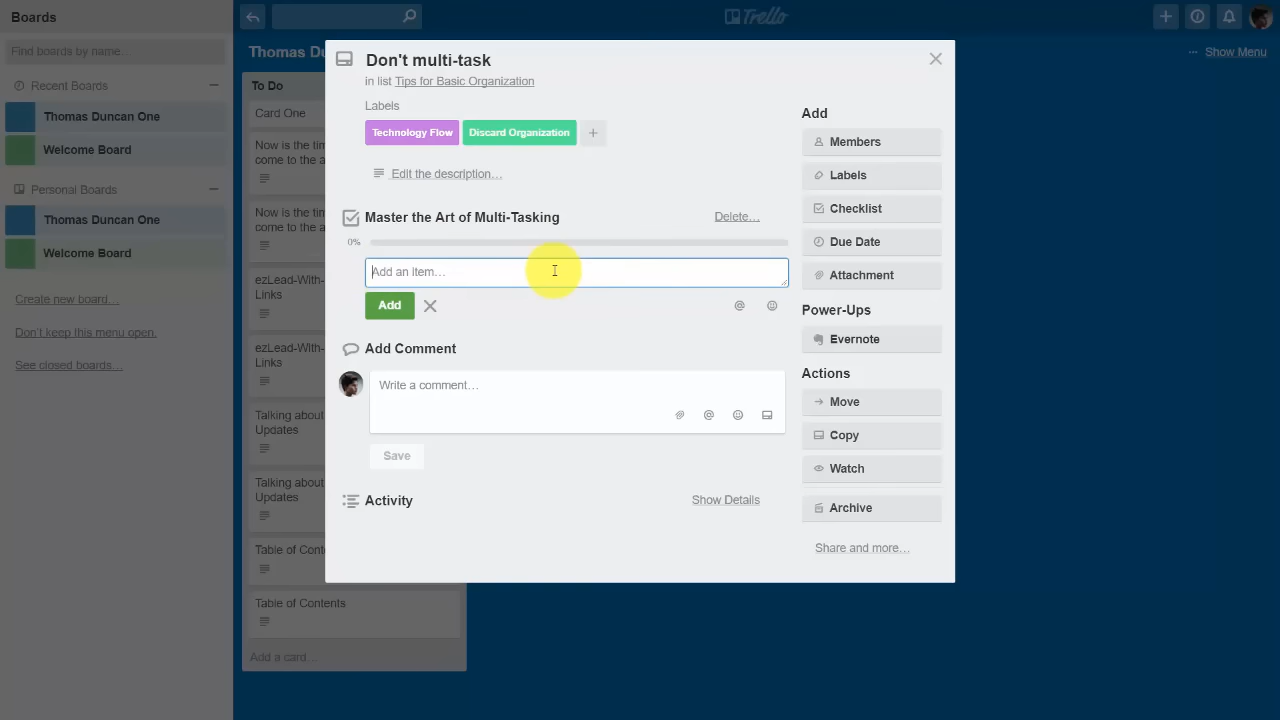 Boards
Find boards by name…
Recent Boards
Thomas Duncan One
Welcome Board
Personal Boards
Thomas Duncan One
Welcome Board
Create new board…
Don't keep this menu open.
See closed boards…
Trello
Thomas Du
Show Menu
To Do
Card One
Now is the tim
come to the a
Now is the tim
come to the a
ezLead-With-
Links
ezLead-With-
Links
Talking about
Updates
Talking about
Updates
Table of Conte
Table of Contents
Add a card…
Don't multi-task
in list Tips for Basic Organization
Labels
Technology Flow
Discard Organization
+
Edit the description…
Master the Art of Multi-Tasking
Delete…
0%
Add an item…
Add
Add Comment
Write a comment…
Save
Activity
Show Details
Add
Members
Labels
Checklist
Due Date
Attachment
Power-Ups
Evernote
Actions
Move
Copy
Watch
Archive
Share and more…